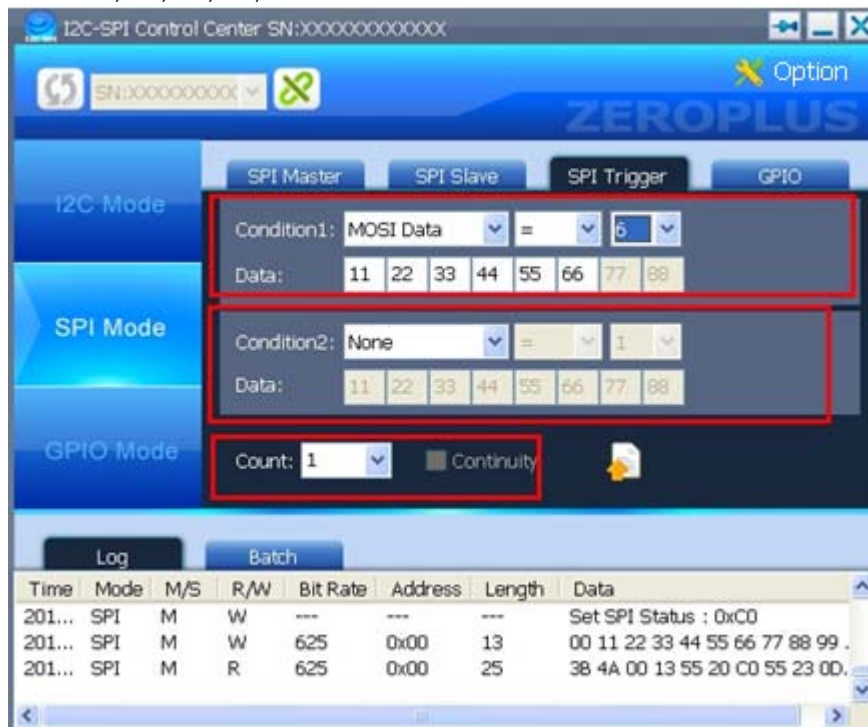 I2C-SPI Control Center SN:XXXXXXXXXXXXX
SN:XXXXXXXXX
Option
ZEROPLUS
I2C Mode
SPI Mode
GPIO Mode
SPI Master SPI Slave SPI Trigger GPIO
Condition1: MOSI Data = 6
Data: 11 22 33 44 55 66 77 88
Condition2: None = 1
Data: 11 22 33 44 55 66 77 88
Count: 1 Continuity
Log Batch
Time Mode M/S R/W Bit Rate Address Length Data
201... SPI M W --- --- --- Set SPI Status : 0xC0
201... SPI M W 625 0x00 13 00 11 22 33 44 55 66 77 88 99 .
201... SPI M R 625 0x00 25 3B 4A 00 13 55 20 C0 55 23 0D.